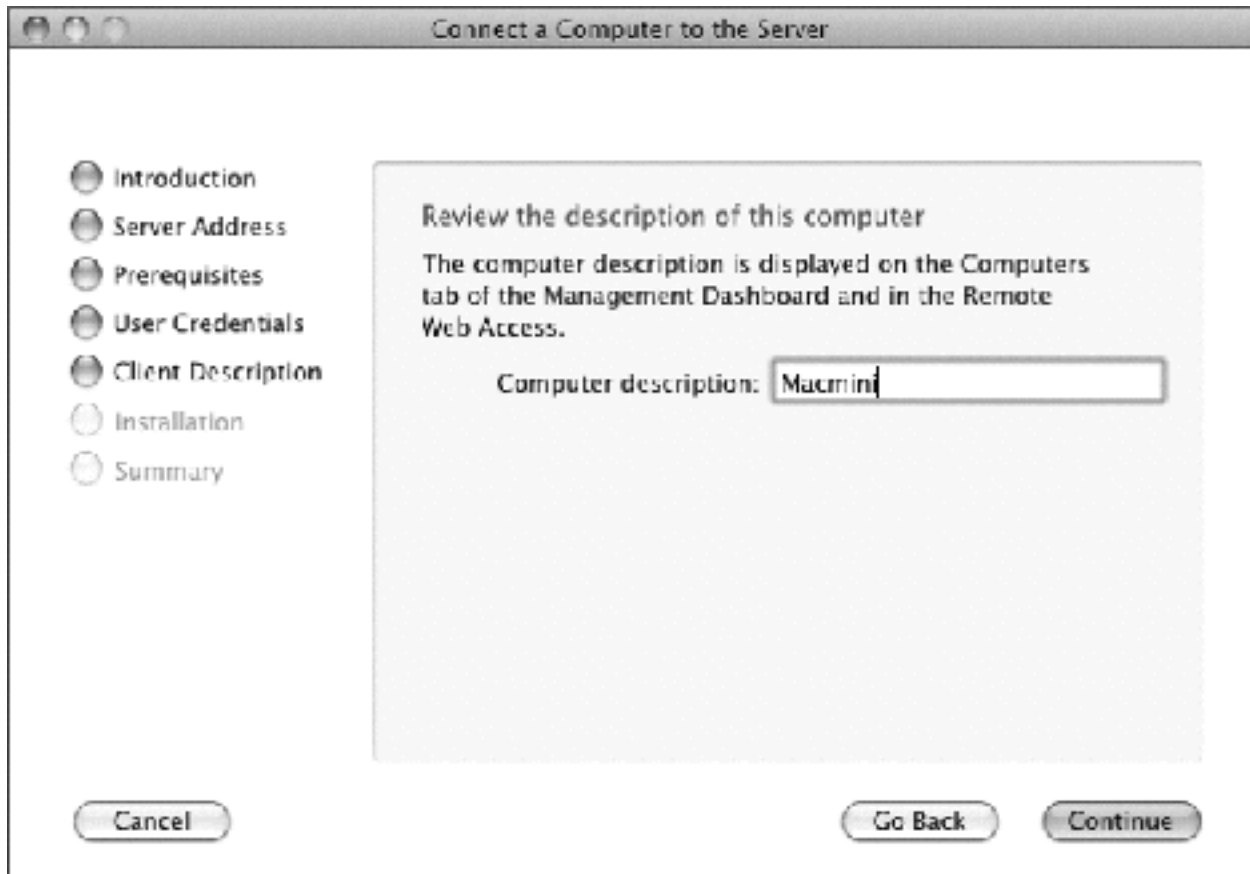 Connect a Computer to the Server
Introduction
Server Address
Prerequisites
User Credentials
Client Description
Installation
Summary
Review the description of this computer
The computer description is displayed on the Computers
tab of the Management Dashboard and in the Remote
Web Access.
Computer description: Macmini
Cancel
Go Back
Continue